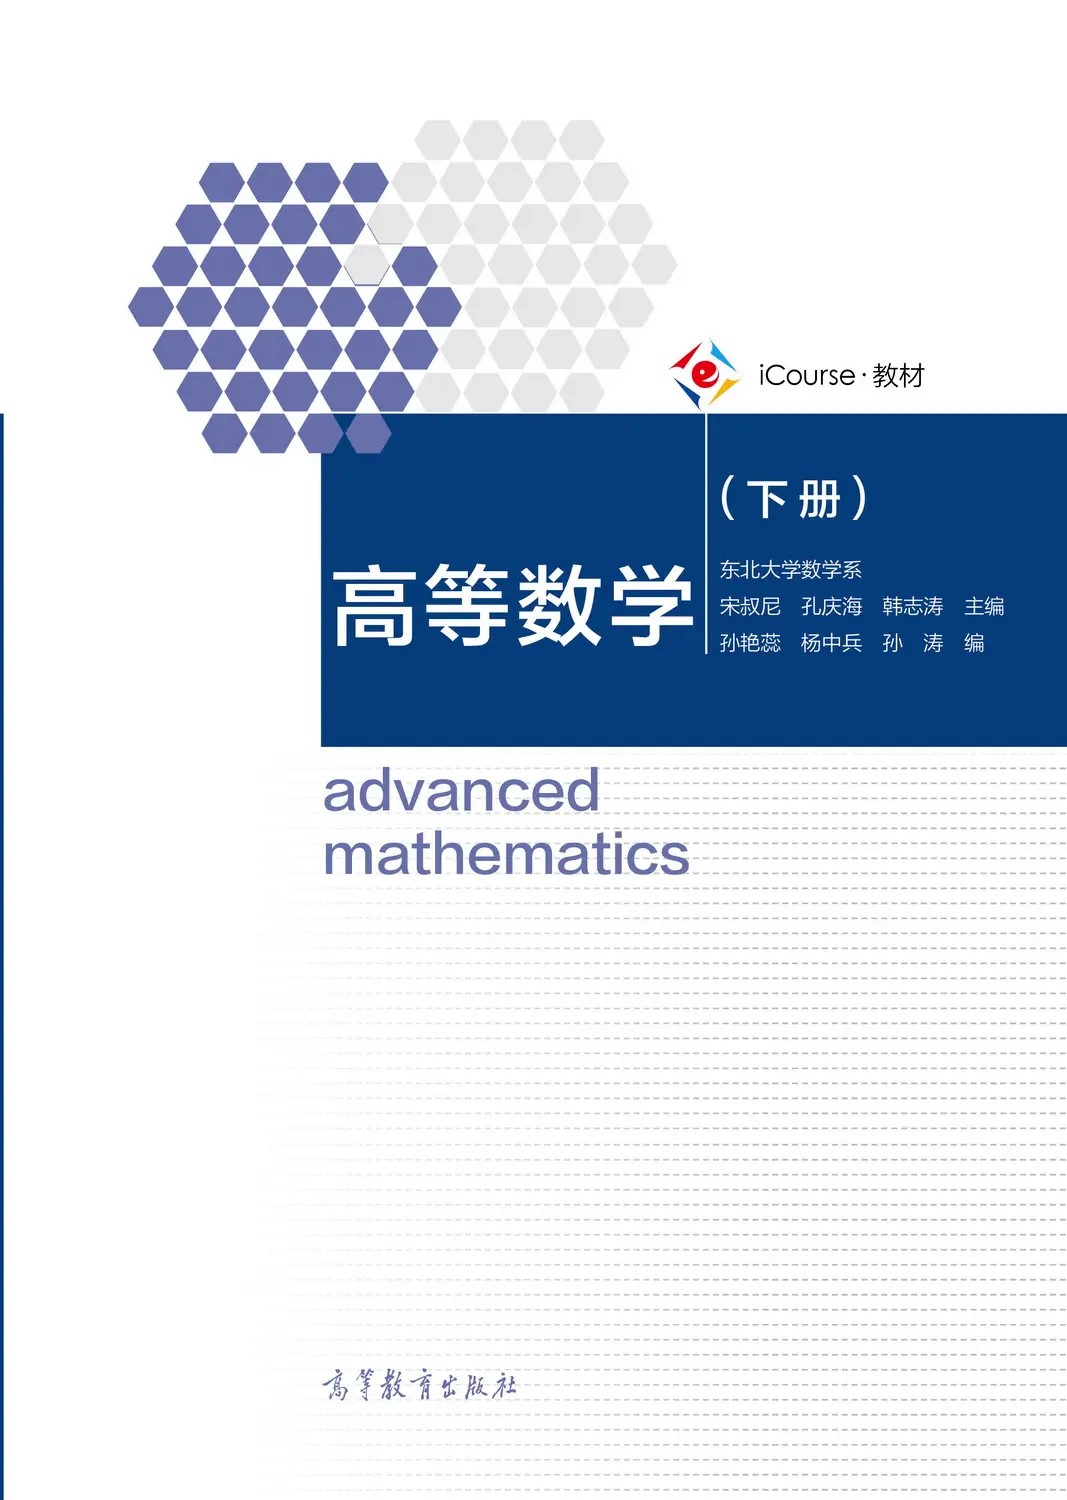 iCourse·教材
（下册）
高等数学
东北大学数学系
宋叔尼 孔庆海 韩志涛 主编
孙艳蕊 杨中兵 孙涛 编
advanced
mathematics
高等教育出版社